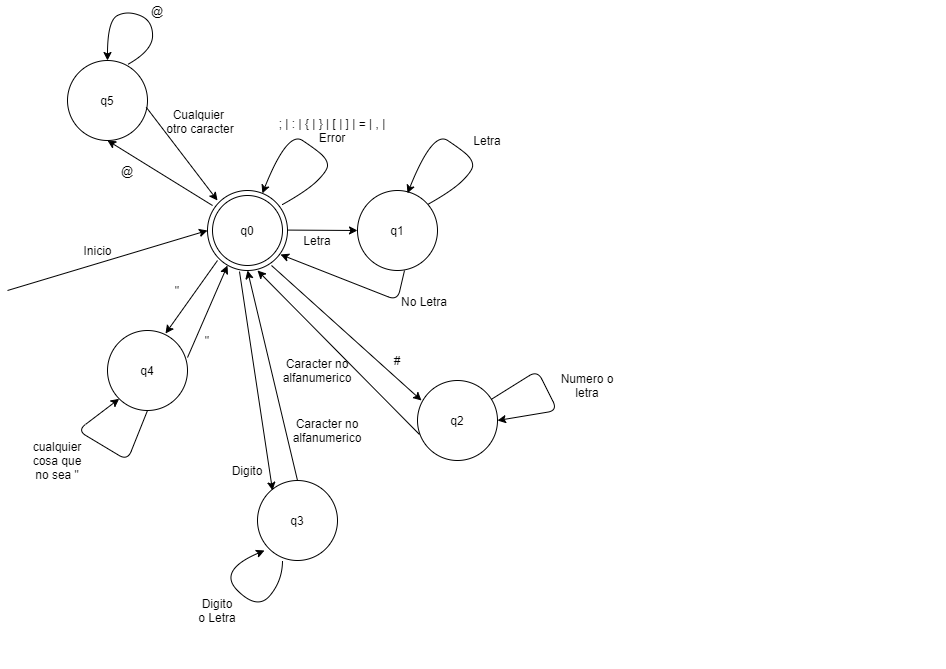 @
q5
Cualquier
otro caracter
; | : | { | } | [ | ] | = | , |
Error
Letra
@
q0
Letra
q1
Inicio
"
No Letra
"
q4
Caracter no
alfanumerico
#
Numero o
letra
q2
cualquier
cosa que
no sea "
Caracter no
alfanumerico
Digito
q3
Digito
o Letra